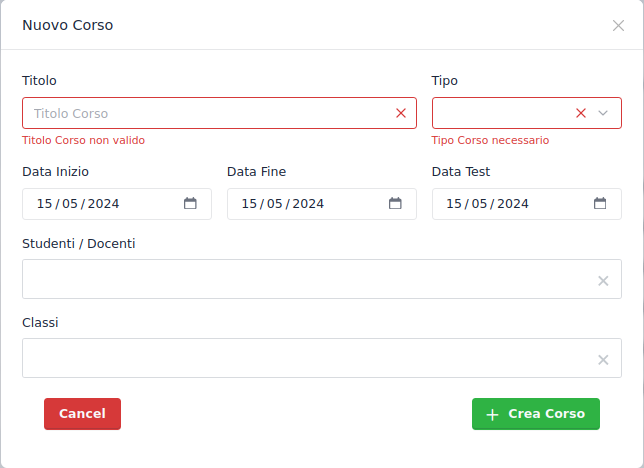 Nuovo Corso
Titolo Tipo
Titolo Corso
Titolo Corso non valido Tipo Corso necessario
Data Inizio Data Fine Data Test
15/05/2024 15/05/2024 15/05/2024
Studenti / Docenti
Classi
Cancel Crea Corso